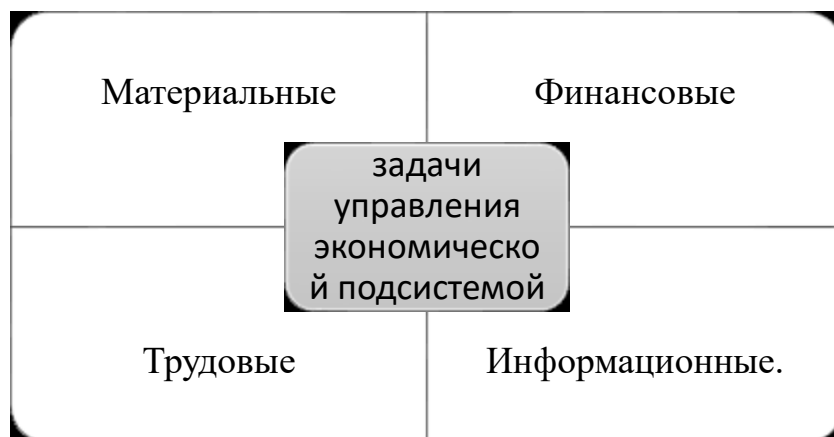 Материальные
Финансовые
задачи
управления
экономическо
й подсистемой
Трудовые
Информационные.